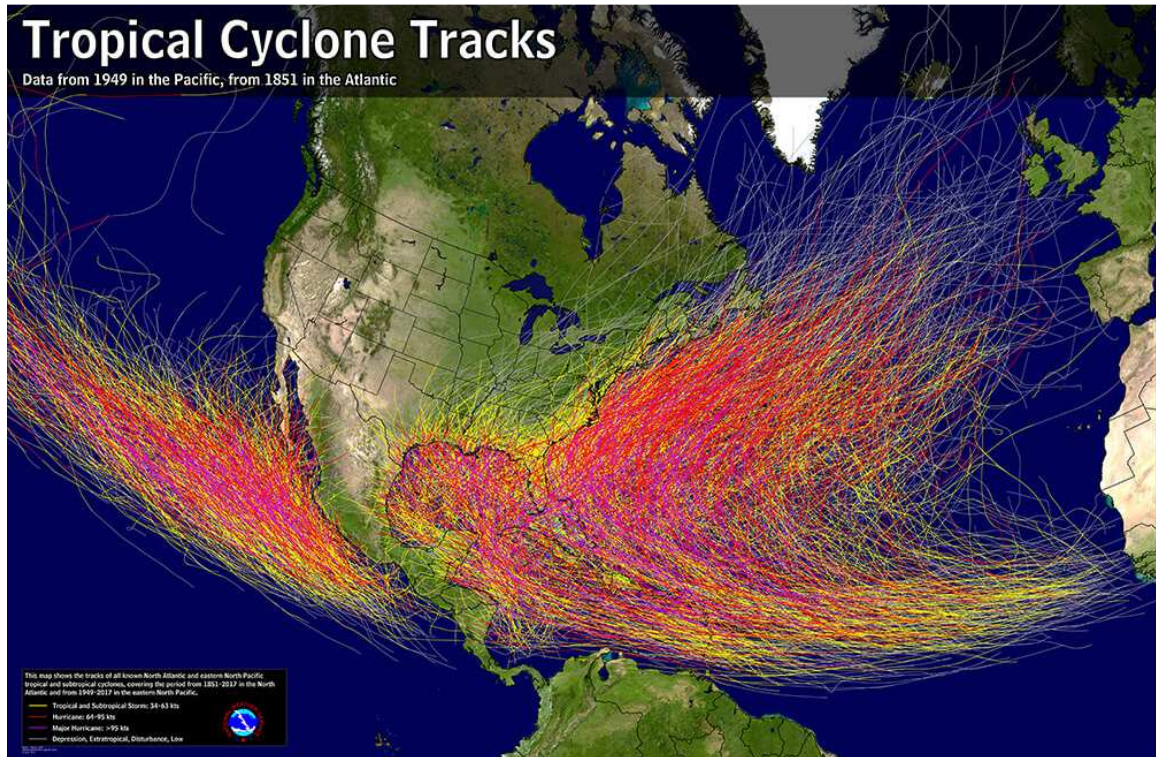 Tropical Cyclone Tracks
Data from 1949 in the Pacific, from 1851 in the Atlantic
This map shows the tracks of all known North Atlantic and eastern North Pacific
tropical and subtropical cyclones, covering the period from 1851-2017 in the North
Atlantic and from 1949-2017 in the eastern North Pacific.
Tropical and Subtropical Storm: 34-63 kts
Hurricane: 64-95 kts
Major Hurricane: >95 kts
Depression, Extratropical, Disturbance, Low